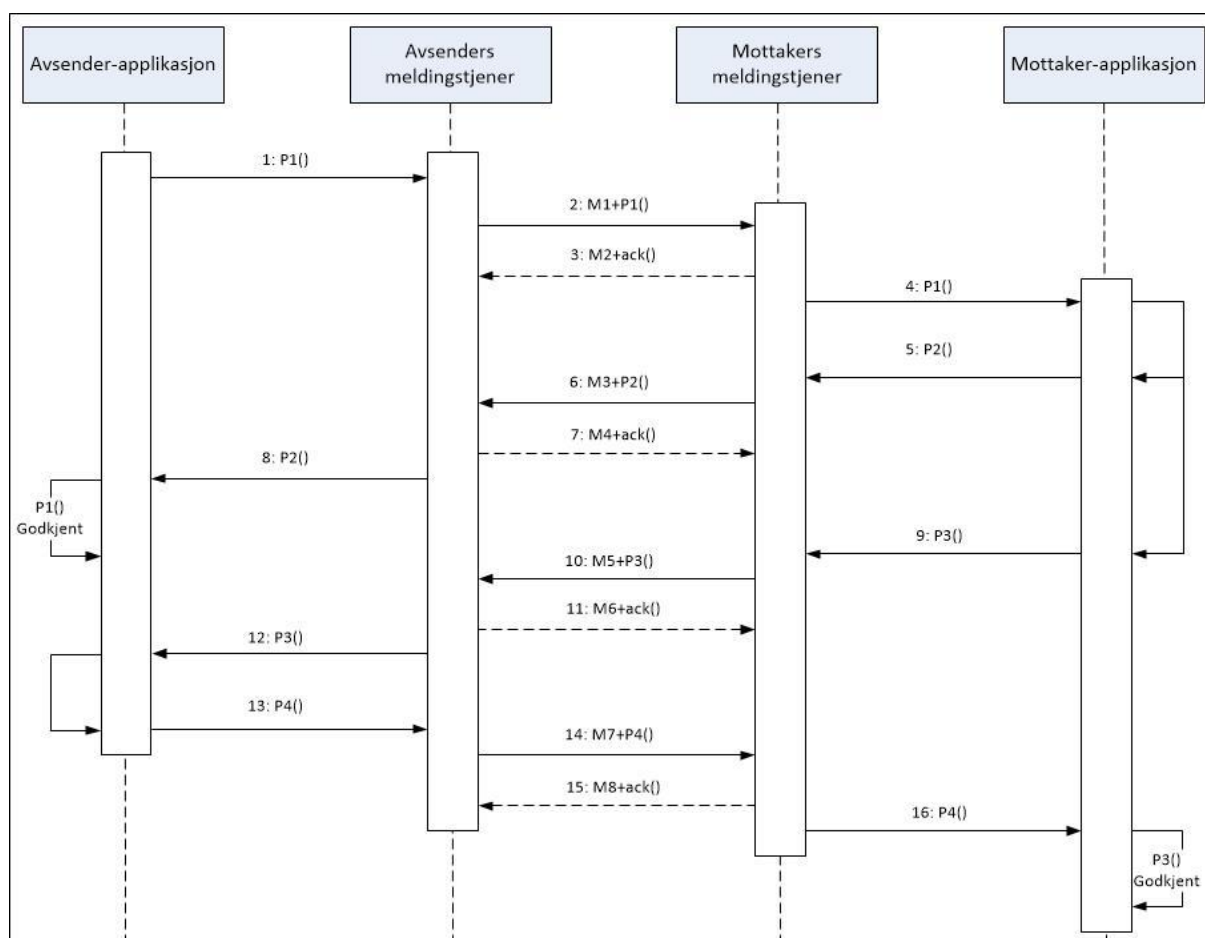 Avsender-applikasjon
Avsenders
meldingstjener
Mottakers
meldingstjener
Mottaker-applikasjon
1: P1()
2: M1+P1()
3: M2+ack()
4: P1()
5: P2()
6: M3+P2()
7: M4+ack()
8: P2()
P1()
Godkjent
9: P3()
10: M5+P3()
11: M6+ack()
12: P3()
13: P4()
14: M7+P4()
15: M8+ack()
16: P4()
P3()
Godkjent